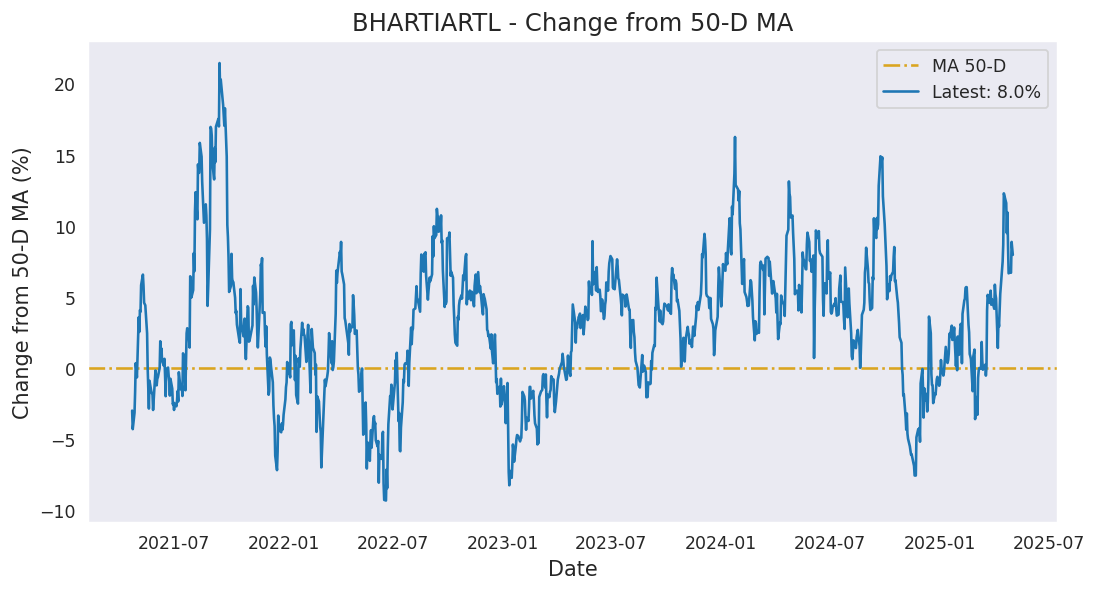 BHARTIARTL - Change from 50-D MA
MA 50-D
Latest: 8.0%
Change from 50-D MA (%)
20
15
10
5
0
−5
−10
2021-07 2022-01 2022-07 2023-01 2023-07 2024-01 2024-07 2025-01 2025-07
Date